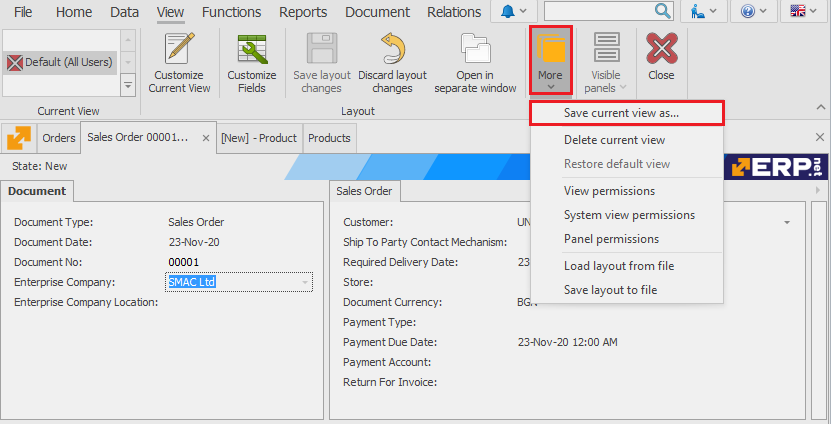 File Home Data View Functions Reports Document Relations
Default (All Users)
Customize Current View
Customize Fields
Save layout changes
Discard layout changes
Open in separate window
More
Visible panels
Close
Current View
Layout
Save current view as...
Delete current view
Restore default view
View permissions
System view permissions
Panel permissions
Load layout from file
Save layout to file
Orders
Sales Order 00001...
[New] - Product
Products
State: New
ERP.net
Document
Document Type: Sales Order
Document Date: 23-Nov-20
Document No: 00001
Enterprise Company: SMAC Ltd
Enterprise Company Location:
Sales Order
Customer: UN
Ship To Party Contact Mechanism:
Required Delivery Date: 23
Store:
Document Currency: BGN
Payment Type:
Payment Due Date: 23-Nov-20 12:00 AM
Payment Account:
Return For Invoice: